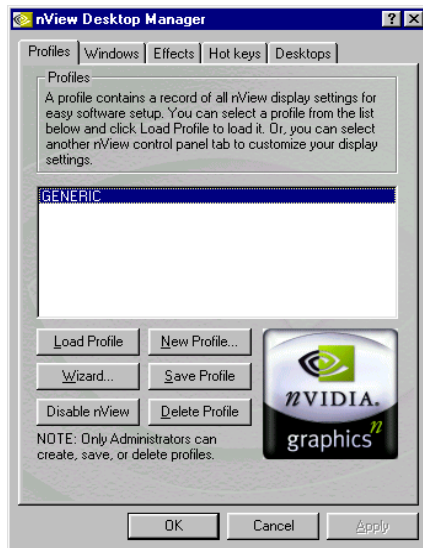 nView Desktop Manager
Profiles Windows Effects Hot keys Desktops
Profiles
A profile contains a record of all nView display settings for
easy software setup. You can select a profile from the list
below and click Load Profile to load it. Or, you can select
another nView control panel tab to customize your display
settings.
GENERIC
Load Profile New Profile...
Wizard... Save Profile
Disable nView Delete Profile
NOTE: Only Administrators can
create, save, or delete profiles.
nVIDIA.
graphics n
OK Cancel Apply